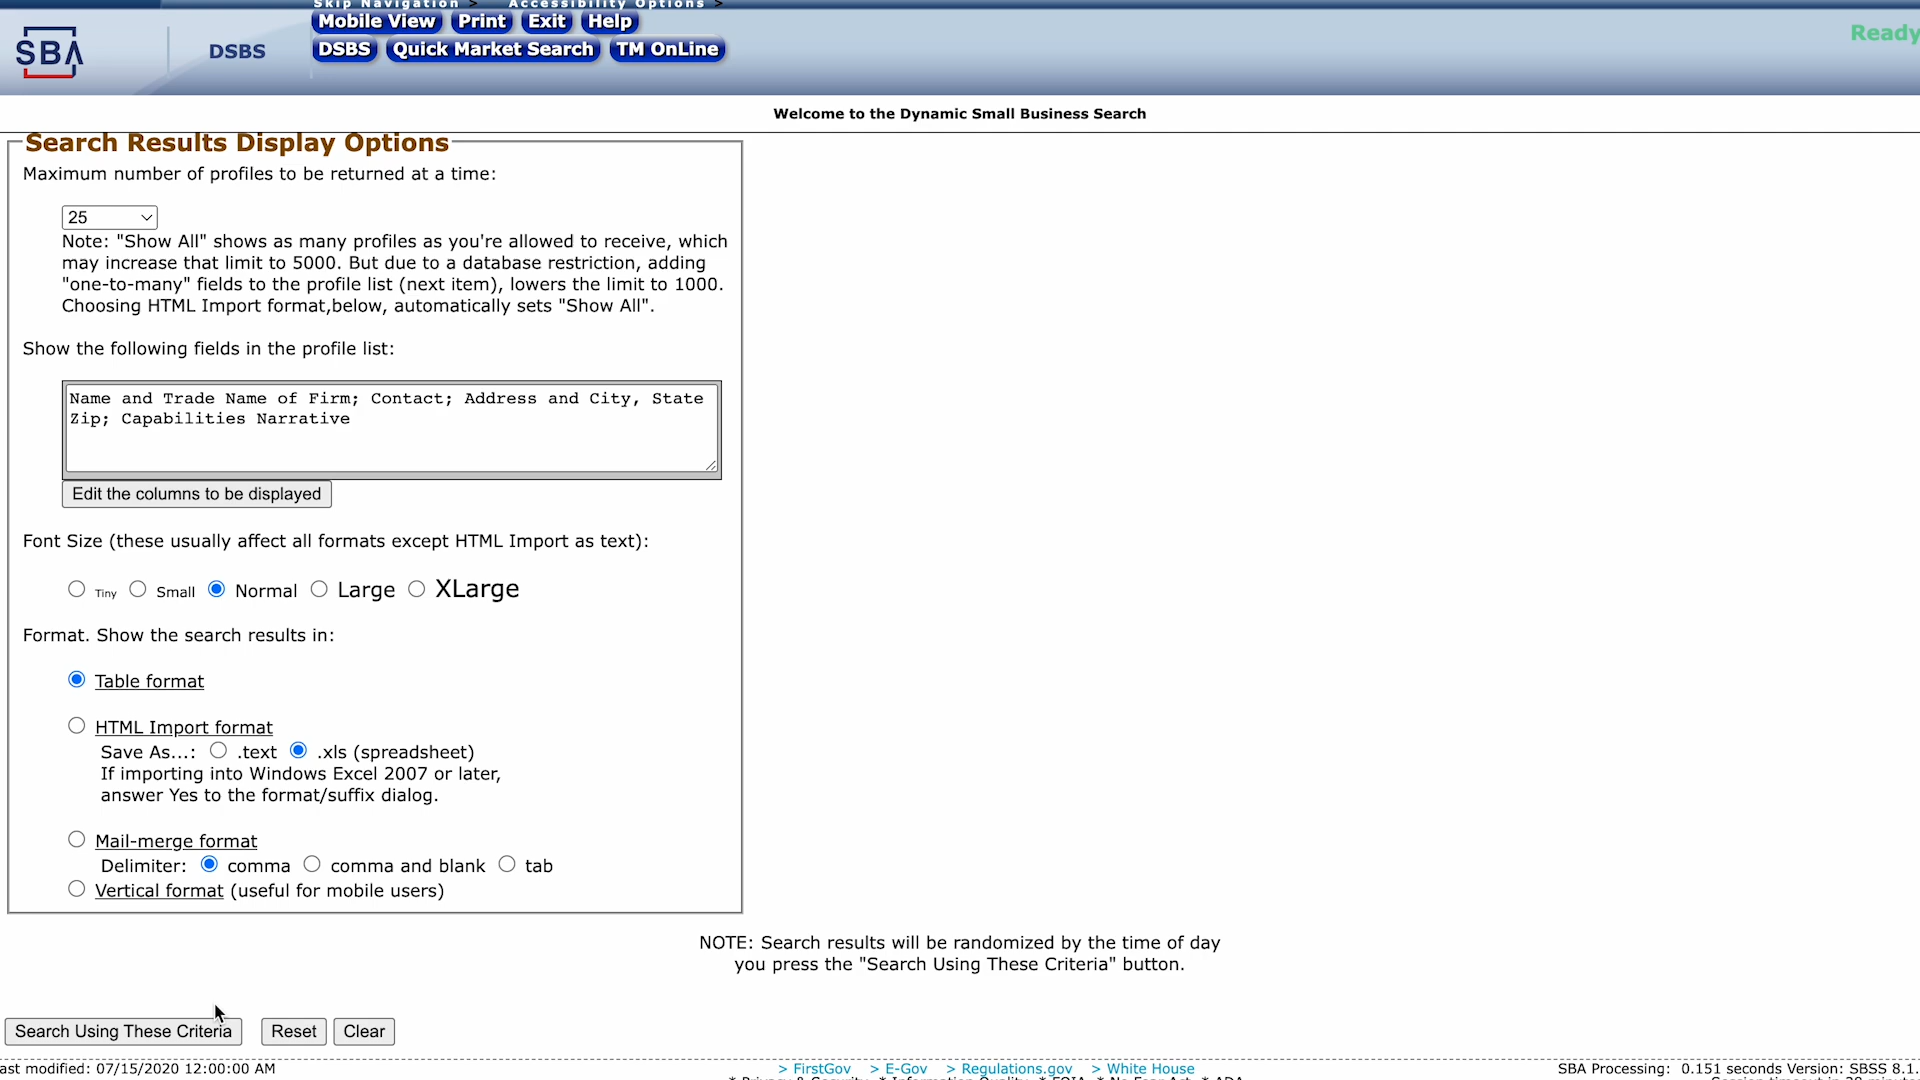 Skip Navigation > Accessibility Options >
Mobile View Print Exit Help
SBA DSBS DSBS Quick Market Search TM OnLine
Ready
Welcome to the Dynamic Small Business Search
Search Results Display Options
Maximum number of profiles to be returned at a time:
25
Note: "Show All" shows as many profiles as you're allowed to receive, which
may increase that limit to 5000. But due to a database restriction, adding
"one-to-many" fields to the profile list (next item), lowers the limit to 1000.
Choosing HTML Import format,below, automatically sets "Show All".
Show the following fields in the profile list:
Name and Trade Name of Firm; Contact; Address and City, State
Zip; Capabilities Narrative
Edit the columns to be displayed
Font Size (these usually affect all formats except HTML Import as text):
Tiny Small Normal Large XLarge
Format. Show the search results in:
Table format
HTML Import format
Save As...: .text .xls (spreadsheet)
If importing into Windows Excel 2007 or later,
answer Yes to the format/suffix dialog.
Mail-merge format
Delimiter: comma comma and blank tab
Vertical format (useful for mobile users)
NOTE: Search results will be randomized by the time of day
you press the "Search Using These Criteria" button.
Search Using These Criteria Reset Clear
ast modified: 07/15/2020 12:00:00 AM
> FirstGov > E-Gov > Regulations.gov > White House
SBA Processing: 0.151 seconds Version: SBSS 8.1.
* Privacy & Security * Information Quality * FOIA * No Fear Act * ADA